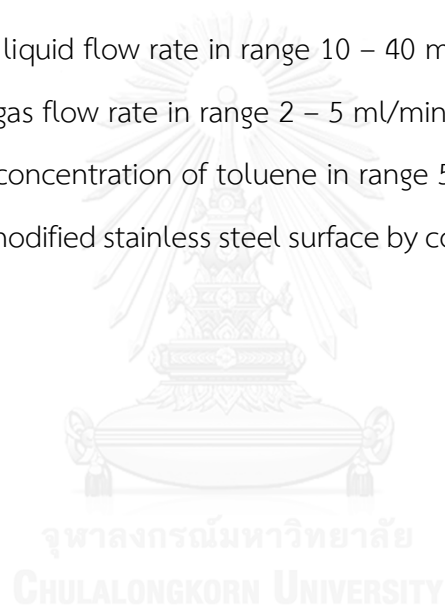 liquid flow rate in range 10 – 40 m
gas flow rate in range 2 – 5 ml/min
concentration of toluene in range 5
modified stainless steel surface by co
จุฬาลงกรณ์มหาวิทยาลัย
CHULALONGKORN UNIVERSITY